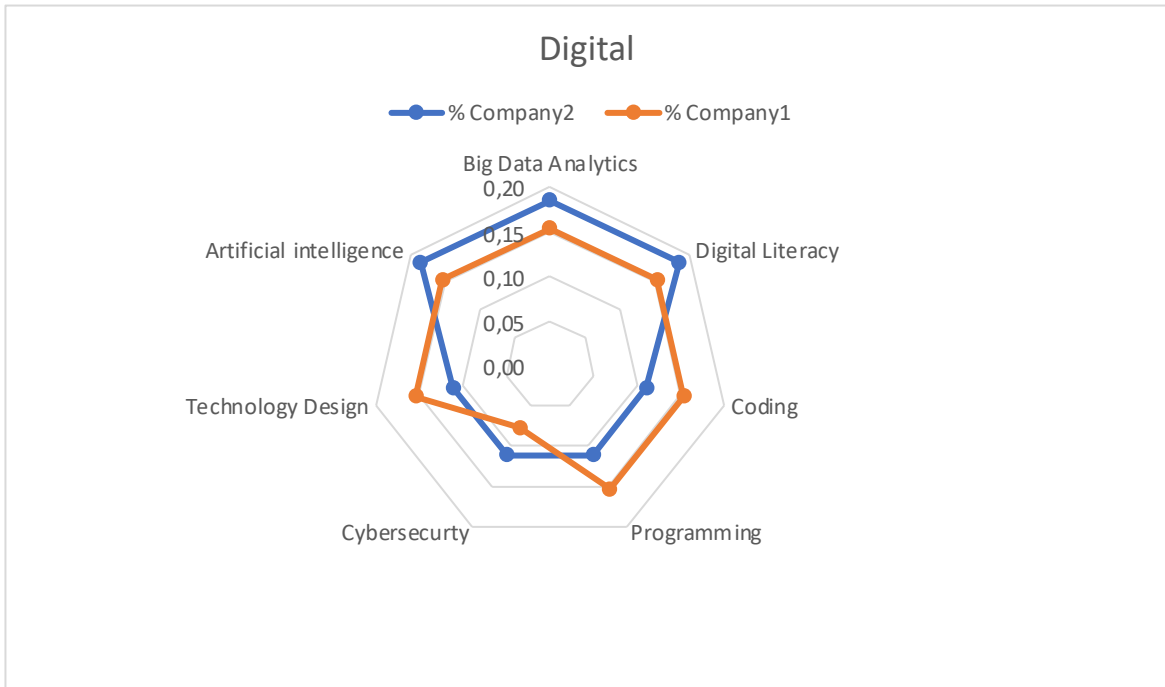 Digital
% Company2
% Company1
Big Data Analytics
0,20
0,15
0,10
0,05
0,00
Artificial intelligence
Digital Literacy
Technology Design
Coding
Cybersecurty
Programming